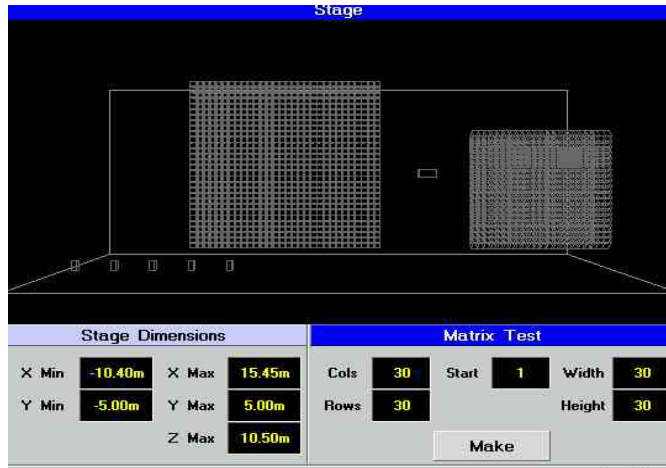 Stage
Stage Dimensions
Matrix Test
X Min -10.40m X Max 15.45m
Cols 30 Start 1 Width 30
Y Min -5.00m Y Max 5.00m
Rows 30 Height 30
Z Max 10.50m
Make